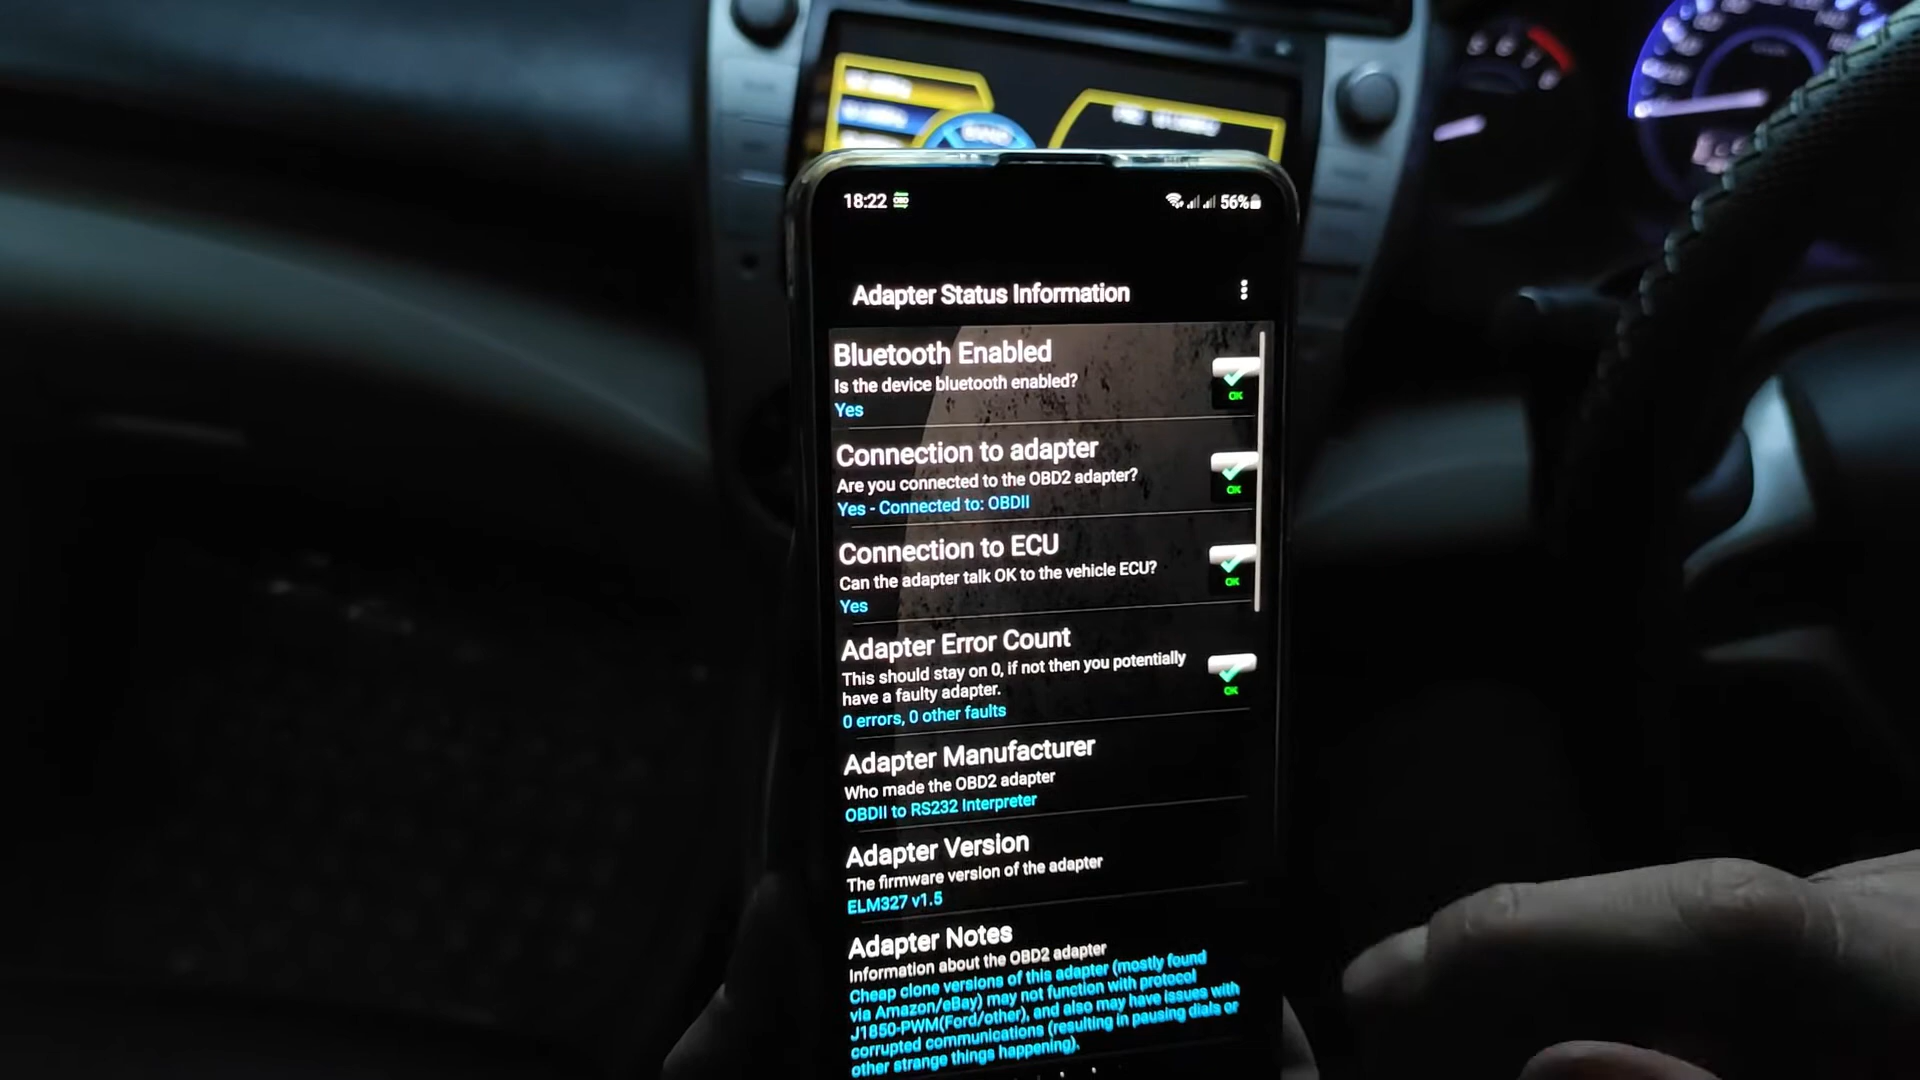 18:22
56%
Adapter Status Information
Bluetooth Enabled
Is the device bluetooth enabled?
Yes
OK
Connection to adapter
Are you connected to the OBD2 adapter?
Yes - Connected to: OBDII
OK
Connection to ECU
Can the adapter talk OK to the vehicle ECU?
Yes
OK
Adapter Error Count
This should stay on 0, if not then you potentially
have a faulty adapter.
0 errors, 0 other faults
OK
Adapter Manufacturer
Who made the OBD2 adapter
OBDII to RS232 Interpreter
Adapter Version
The firmware version of the adapter
ELM327 v1.5
Adapter Notes
Information about the OBD2 adapter
Cheap clone versions of this adapter (mostly found
via Amazon/eBay) may not function with protocol
J1850-PWM(Ford/other), and also may have issues with
corrupted communications (resulting in pausing dials or
other strange things happening).